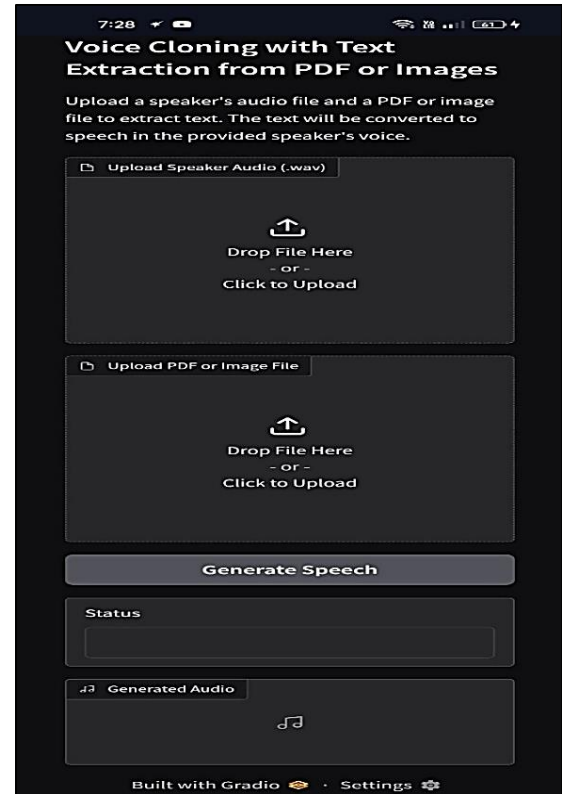 7:28
61
Voice Cloning with Text
Extraction from PDF or Images
Upload a speaker's audio file and a PDF or image
file to extract text. The text will be converted to
speech in the provided speaker's voice.
Upload Speaker Audio (.wav)
Drop File Here
- or -
Click to Upload
Upload PDF or Image File
Drop File Here
- or -
Click to Upload
Generate Speech
Status
Generated Audio
Built with Gradio · Settings